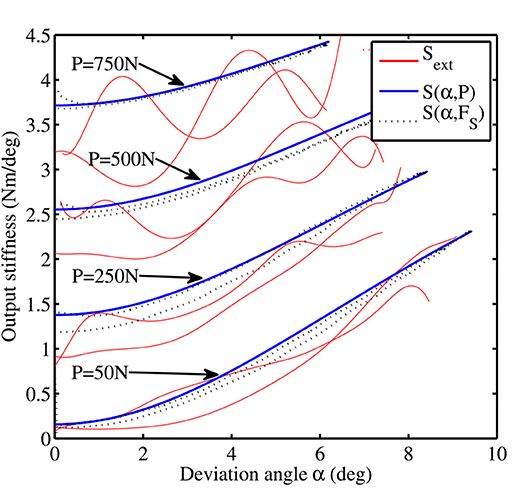 4.5
4
3.5
3
2.5
2
1.5
1
0.5
0
0
2
4
6
8
10
Output stiffness (Nm/deg)
Deviation angle α (deg)
P=750N
P=500N
P=250N
P=50N
S_ext
S(α,P)
S(α,F_S)